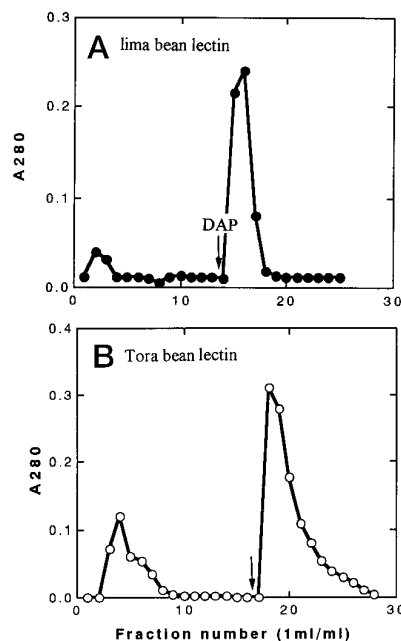 0.3
A lima bean lectin
0.2
A280
0.1
DAP
0.0
0 10 20 30
0.4
B Tora bean lectin
0.3
A280
0.2
0.1
0.0
0 10 20 30
Fraction number (1ml/ml)